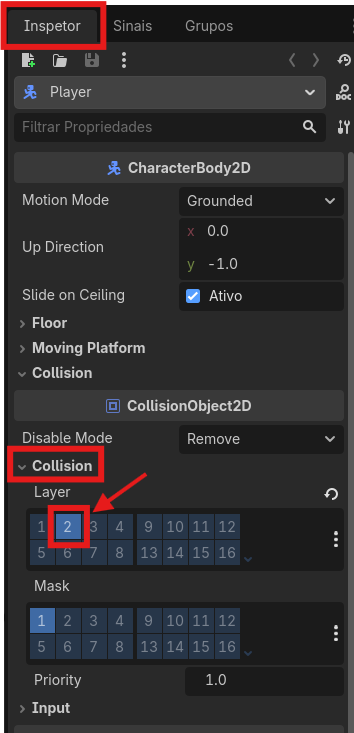 Inspetor Sinais Grupos
Player DOC
Filtrar Propriedades
CharacterBody2D
Motion Mode Grounded
Up Direction x 0.0
y -1.0
Slide on Ceiling Ativo
Floor
Moving Platform
Collision
CollisionObject2D
Disable Mode Remove
Collision
Layer
1 2 3 4 9 10 11 12
5 6 7 8 13 14 15 16
Mask
1 2 3 4 9 10 11 12
5 6 7 8 13 14 15 16
Priority 1.0
Input